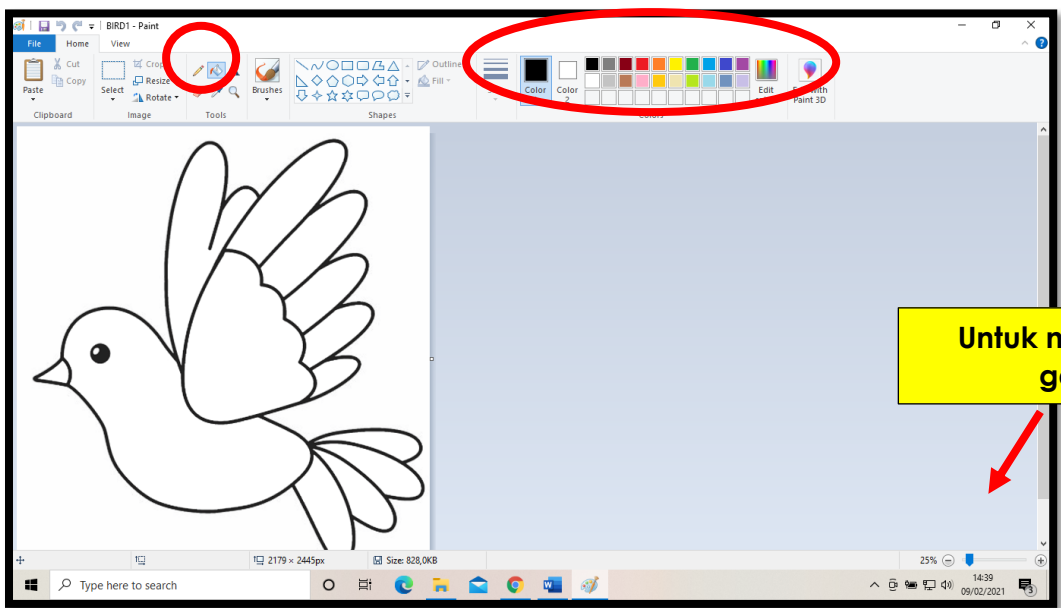 BIRD1 - Paint
File Home View
Cut
Copy
Paste
Clipboard
Select
Crop
Resize
Rotate
Image
Tools
Brushes
Outline
Fill
Shapes
Color
Color
2
Edit
Paint 3D
Colors
Untuk
2179 × 2445px
Size: 828,0KB
25%
Type here to search
14:39
09/02/2021
3